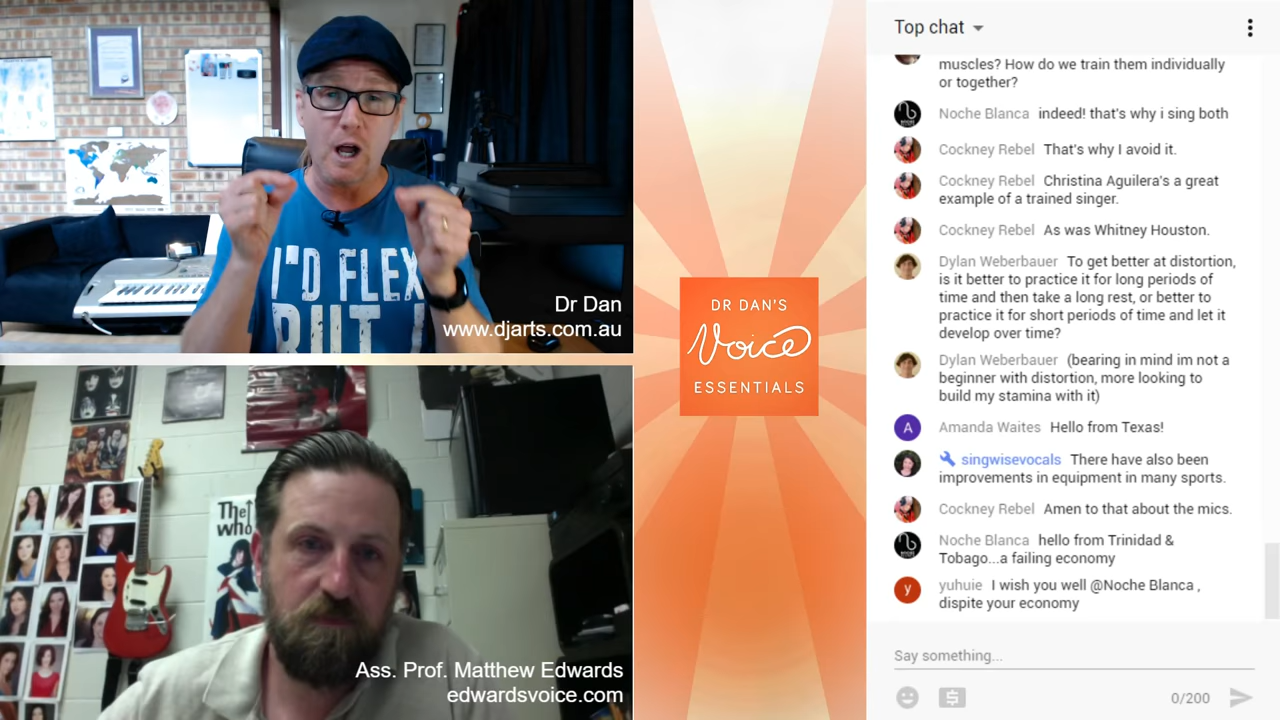 I'D FLEX
BUT I
Dr Dan
www.djarts.com.au
The
who
Ass. Prof. Matthew Edwards
edwardsvoice.com
DR DAN'S
Voice
ESSENTIALS
Top chat
muscles? How do we train them individually
or together?
Noche Blanca indeed! that's why i sing both
Cockney Rebel That's why I avoid it.
Cockney Rebel Christina Aguilera's a great
example of a trained singer.
Cockney Rebel As was Whitney Houston.
Dylan Weberbauer To get better at distortion,
is it better to practice it for long periods of
time and then take a long rest, or better to
practice it for short periods of time and let it
develop over time?
Dylan Weberbauer (bearing in mind im not a
beginner with distortion, more looking to
build my stamina with it)
A
Amanda Waites Hello from Texas!
singwisevocals There have also been
improvements in equipment in many sports.
Cockney Rebel Amen to that about the mics.
Noche Blanca hello from Trinidad &
Tobago...a failing economy
y
yuhuie I wish you well @Noche Blanca ,
dispite your economy
Say something...
0/200